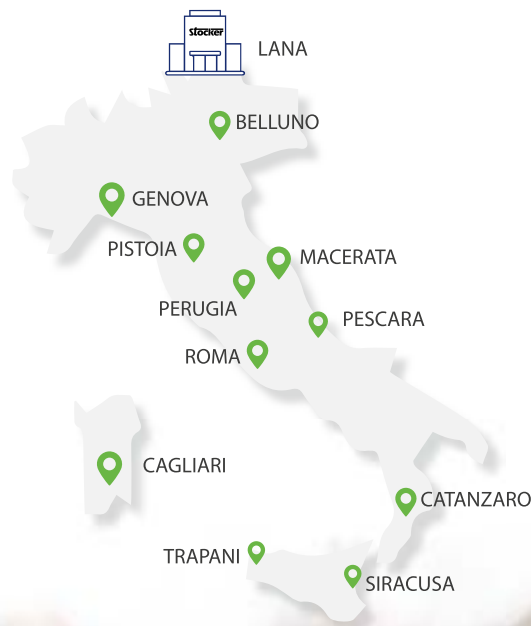 stocker
LANA
BELLUNO
GENOVA
PISTOIA
MACERATA
PERUGIA
PESCARA
ROMA
CAGLIARI
CATANZARO
TRAPANI
SIRACUSA